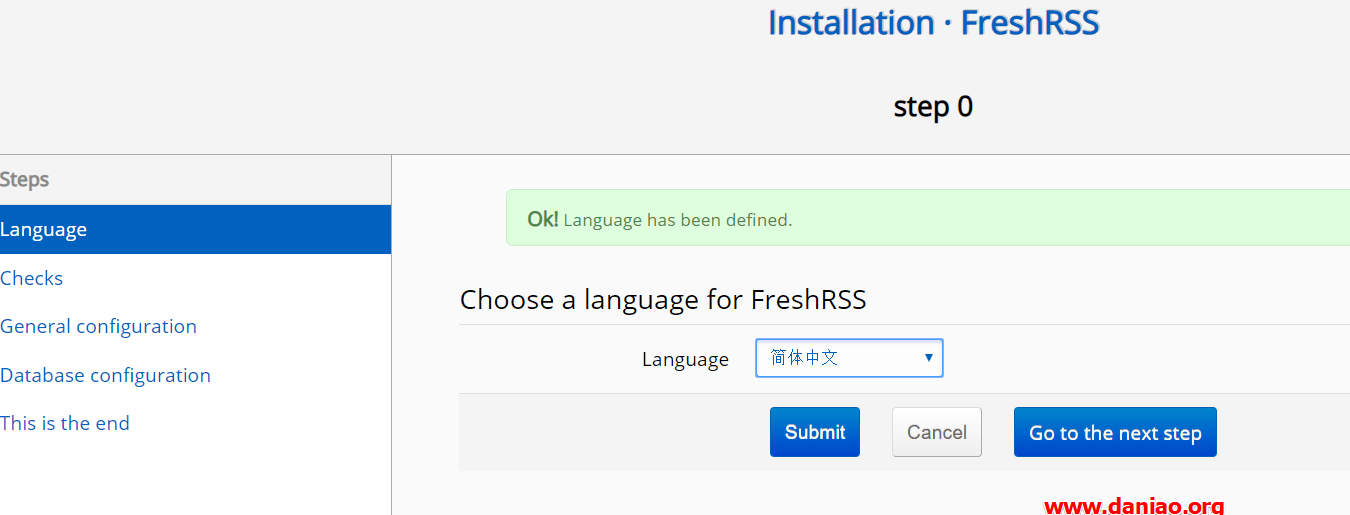 Installation · FreshRSS
step 0
Steps
Language
Checks
General configuration
Database configuration
This is the end
Ok! Language has been defined.
Choose a language for FreshRSS
Language 简体中文
Submit Cancel Go to the next step
www.daniao.org